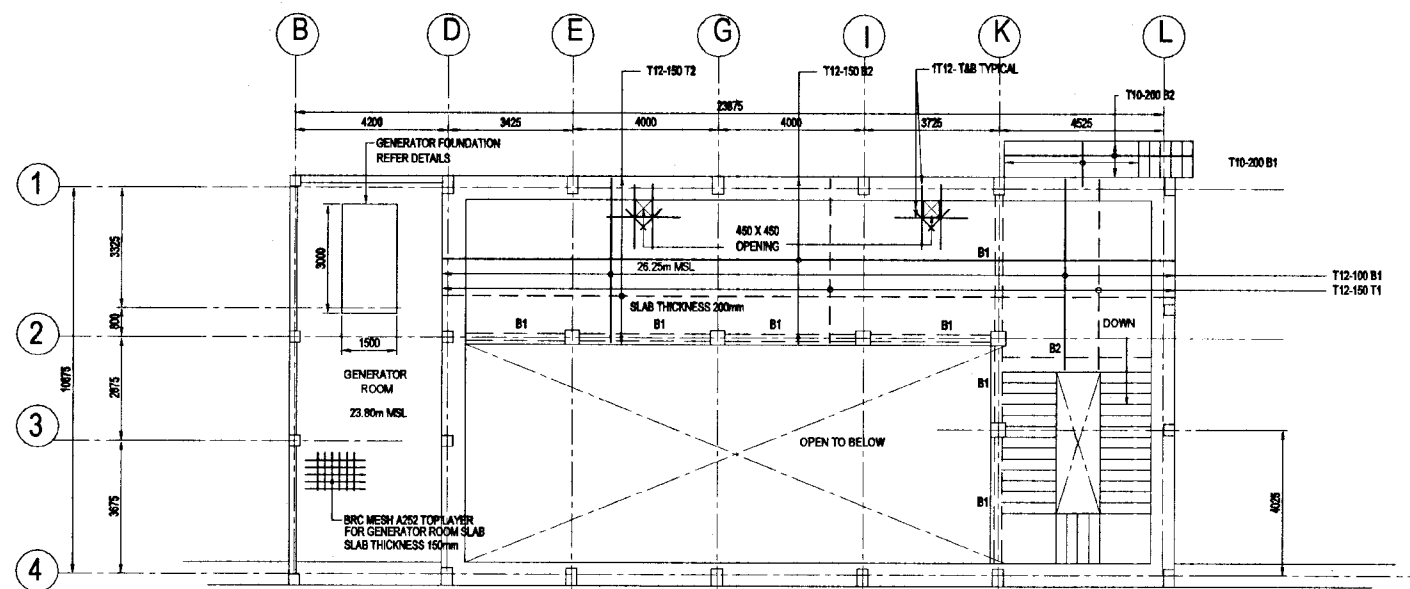 B D E G I K L
T12-150 T2
T12-150 B2
1T12- T&B TYPICAL
T10-200 B2
23875
4200 3425 4000 4000 3725 4525
GENERATOR FOUNDATION
REFER DETAILS
T10-200 B1
1
3325
3000
450 X 450
OPENING
B1
26.25m MSL
T12-100 B1
T12-150 T1
SLAB THICKNESS 200mm
800
B1 B1 B1 B1
DOWN
2
1500
B2
10875
2875
GENERATOR
ROOM
23.80m MSL
B1
3
OPEN TO BELOW
3675
BRC MESH A252 TOP LAYER
FOR GENERATOR ROOM SLAB
SLAB THICKNESS 150mm
B1
4025
4